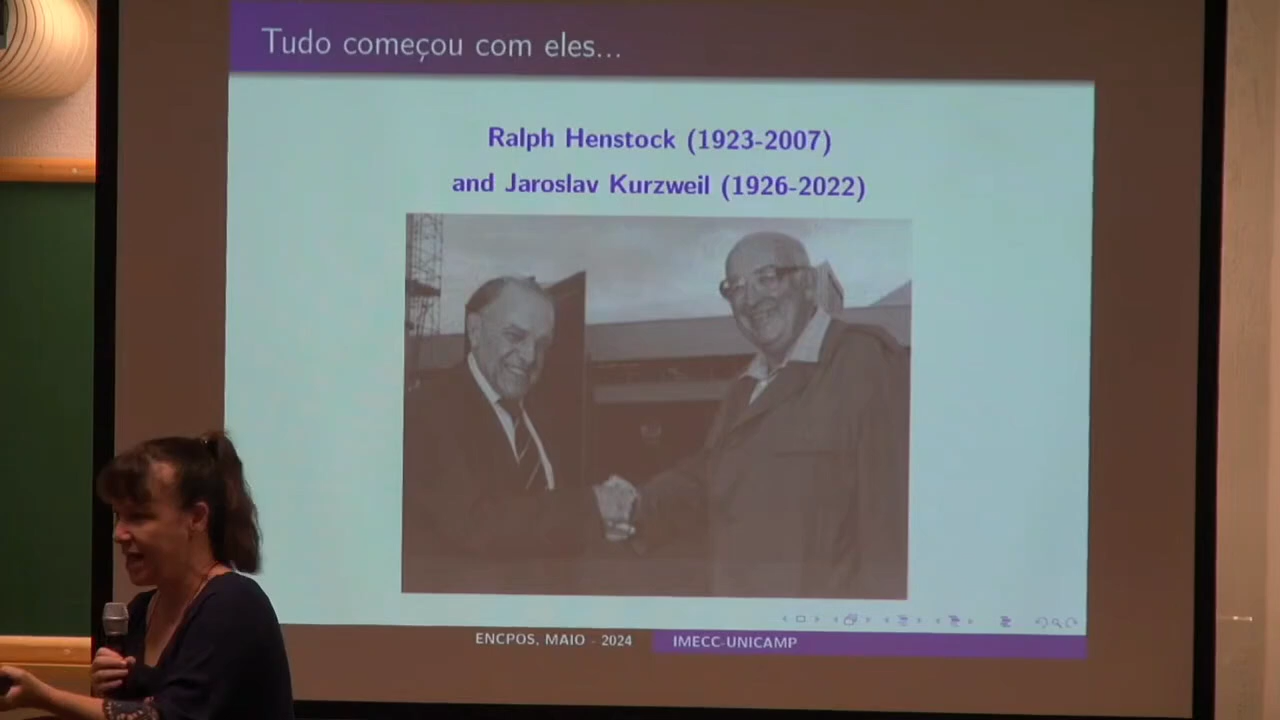 Tudo começou com eles...
Ralph Henstock (1923-2007)
and Jaroslav Kurzweil (1926-2022)
ENCPOS, MAIO - 2024
IMECC-UNICAMP